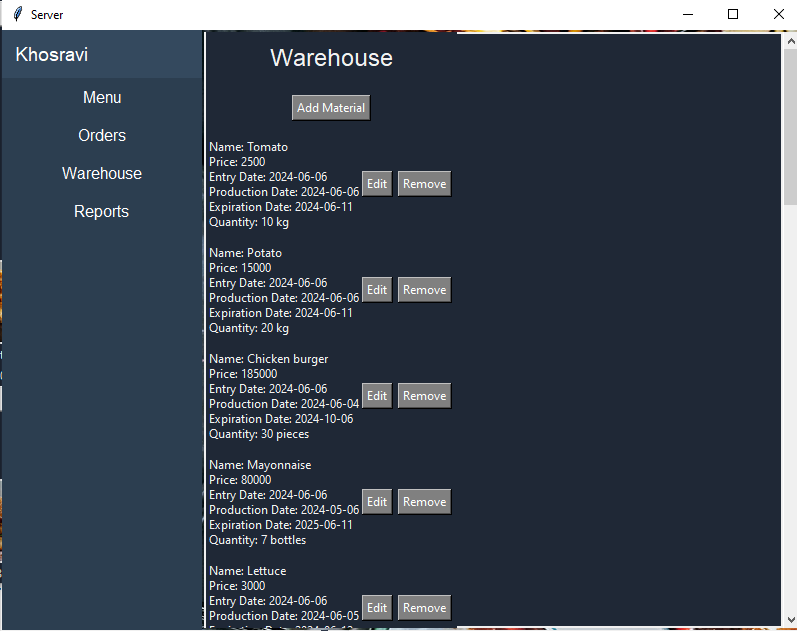 Server
Khosravi
Menu
Orders
Warehouse
Reports
Warehouse
Add Material
Name: Tomato
Price: 2500
Entry Date: 2024-06-06
Production Date: 2024-06-06
Expiration Date: 2024-06-11
Quantity: 10 kg
Edit
Remove
Name: Potato
Price: 15000
Entry Date: 2024-06-06
Production Date: 2024-06-06
Expiration Date: 2024-06-11
Quantity: 20 kg
Edit
Remove
Name: Chicken burger
Price: 185000
Entry Date: 2024-06-06
Production Date: 2024-06-04
Expiration Date: 2024-10-06
Quantity: 30 pieces
Edit
Remove
Name: Mayonnaise
Price: 80000
Entry Date: 2024-06-06
Production Date: 2024-05-06
Expiration Date: 2025-06-11
Quantity: 7 bottles
Edit
Remove
Name: Lettuce
Price: 3000
Entry Date: 2024-06-06
Production Date: 2024-06-05
Edit
Remove